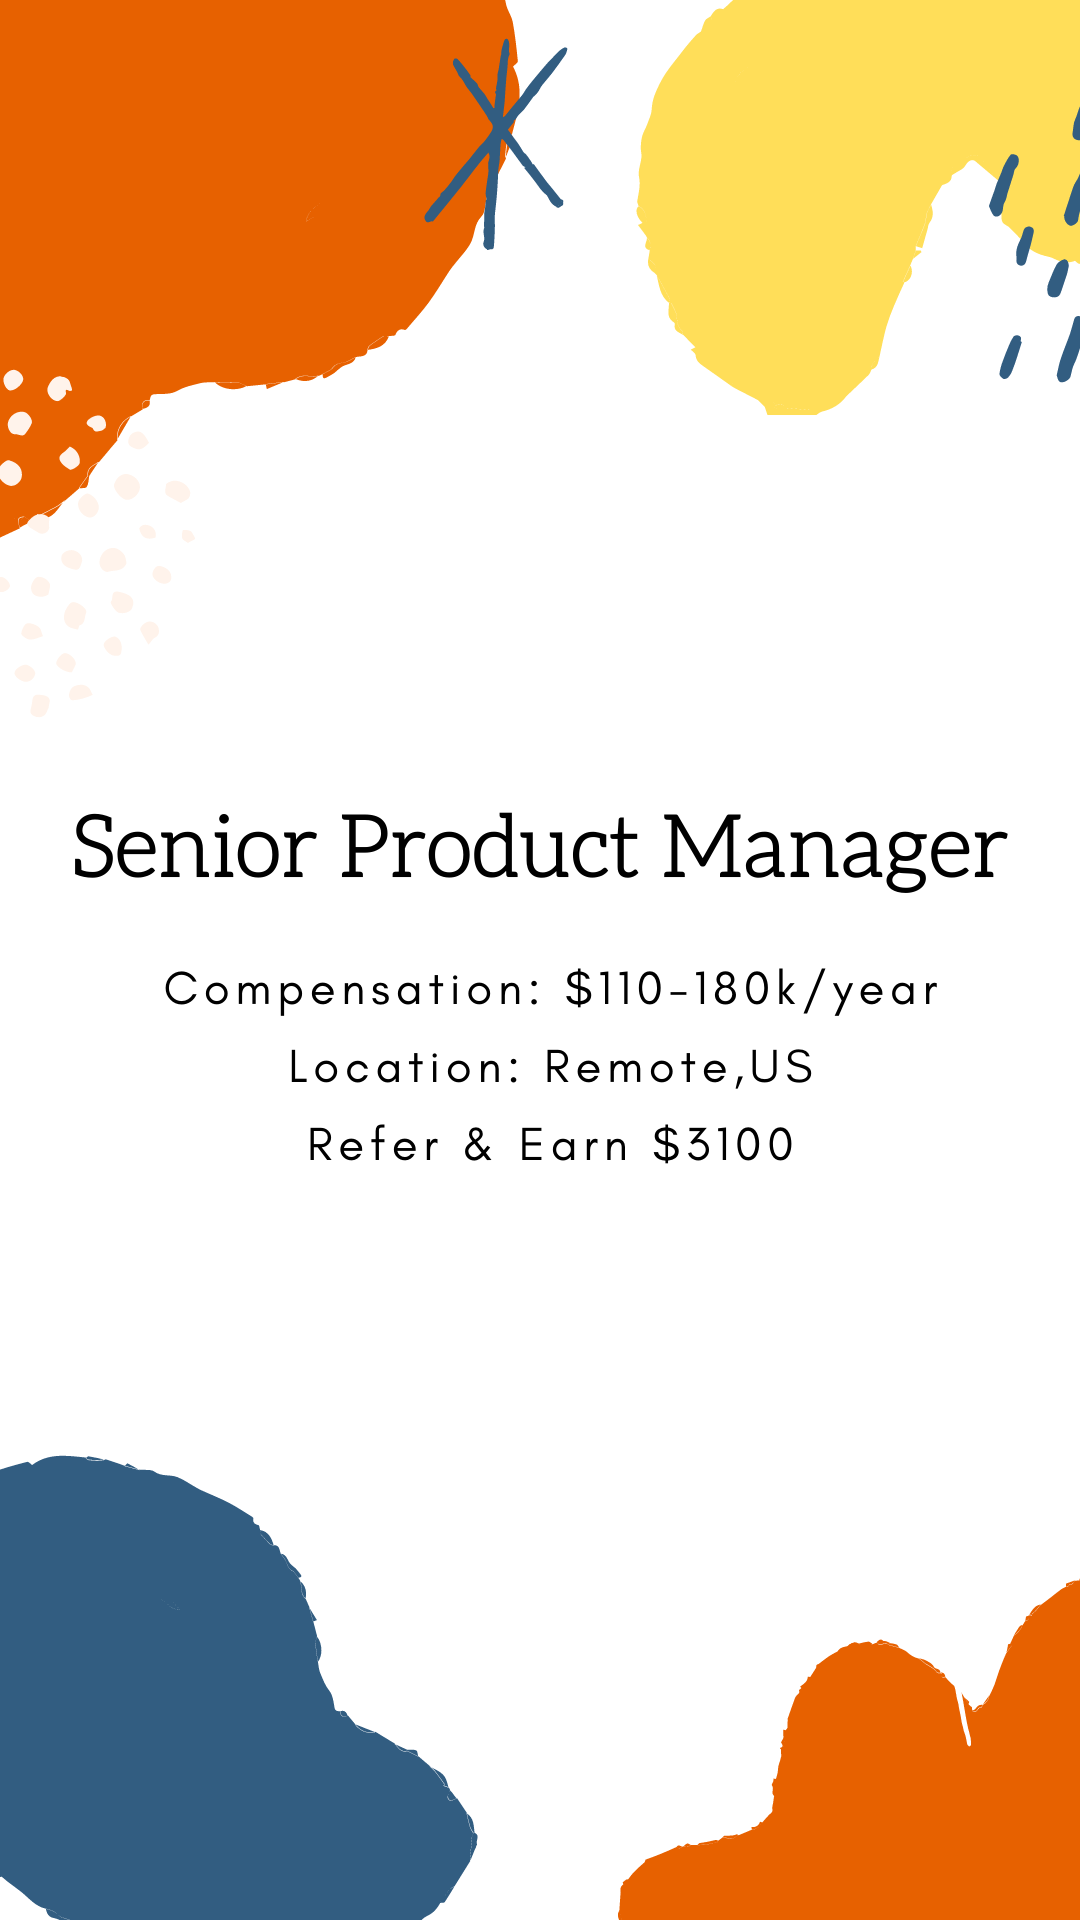 Senior Product Manager
Compensation: $110-180k/year
Location: Remote,US
Refer & Earn $3100